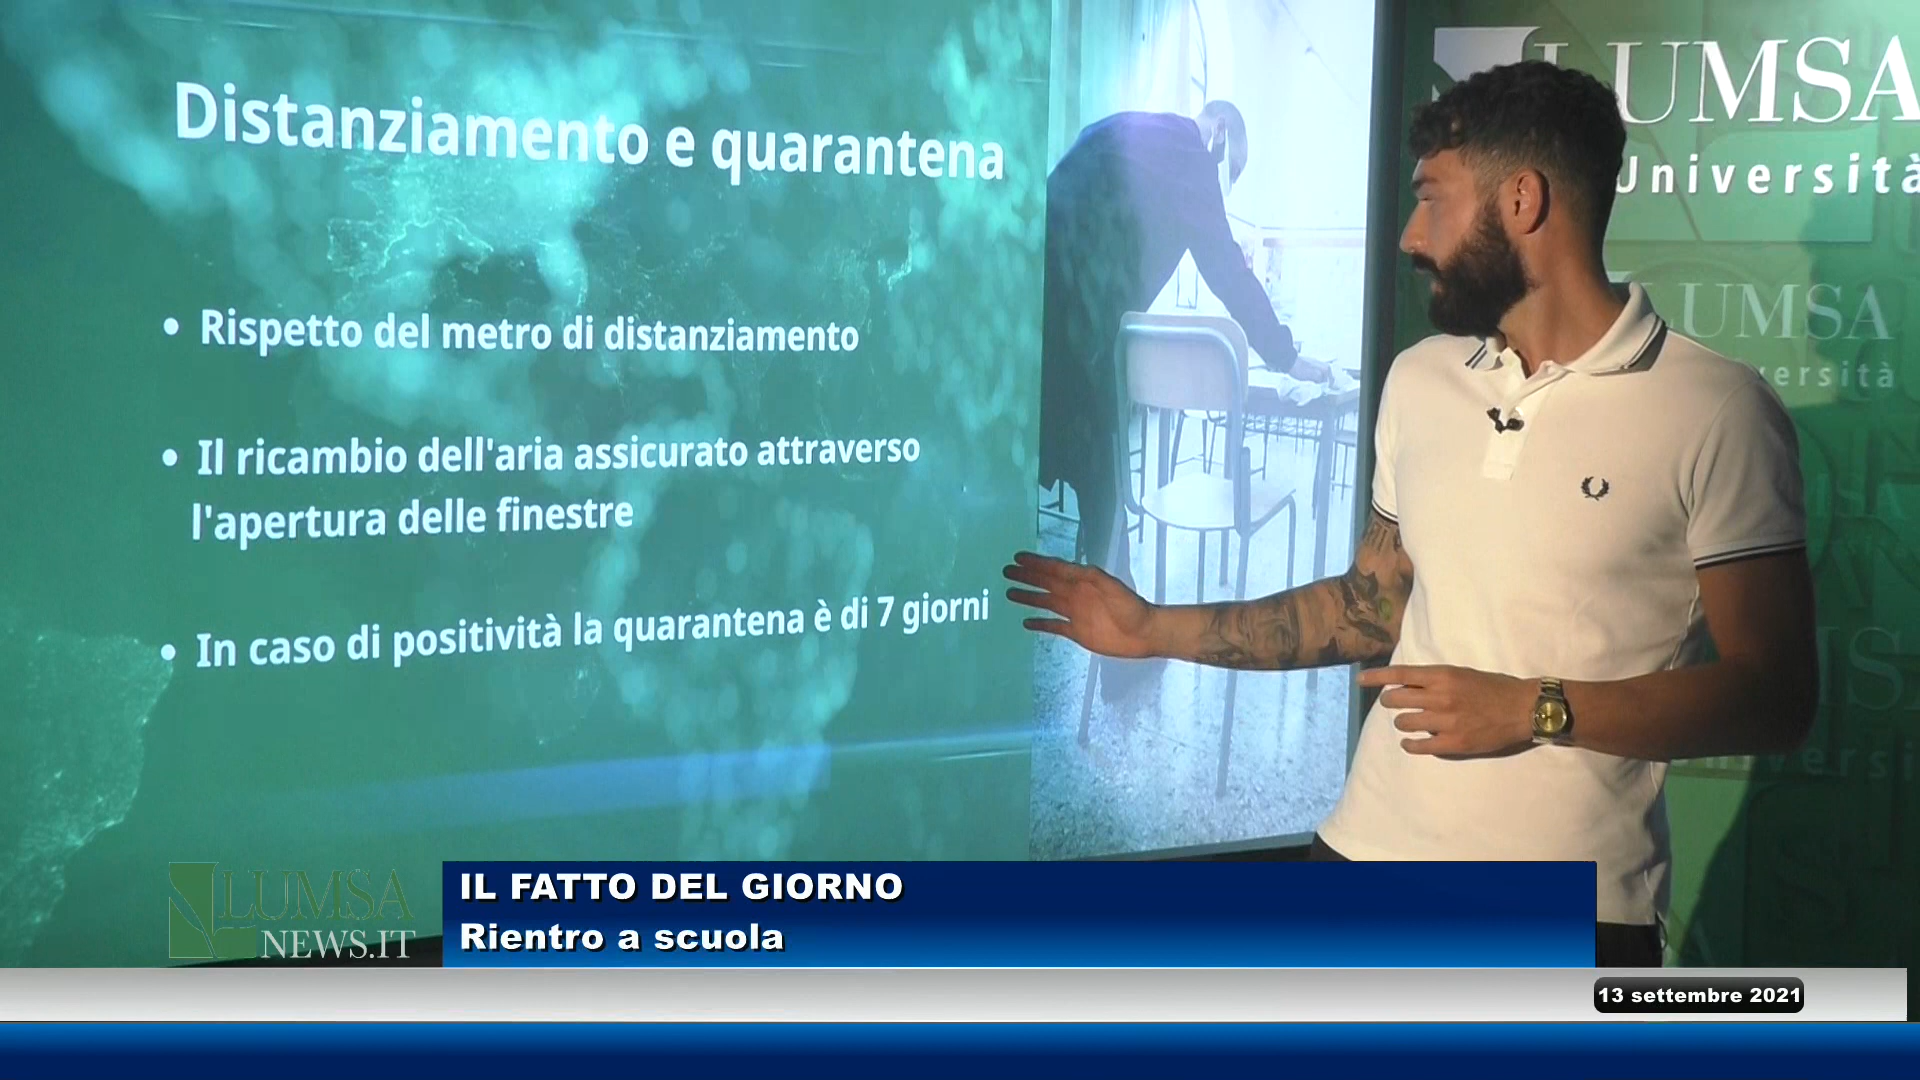 Distanziamento e quarantena
• Rispetto del metro di distanziamento
• Il ricambio dell'aria assicurato attraverso
l'apertura delle finestre
• In caso di positività la quarantena è di 7 giorni
LUMSA
Università
LUMSA
ersità
LUMSA
NEWS.IT
IL FATTO DEL GIORNO
Rientro a scuola
13 settembre 2021